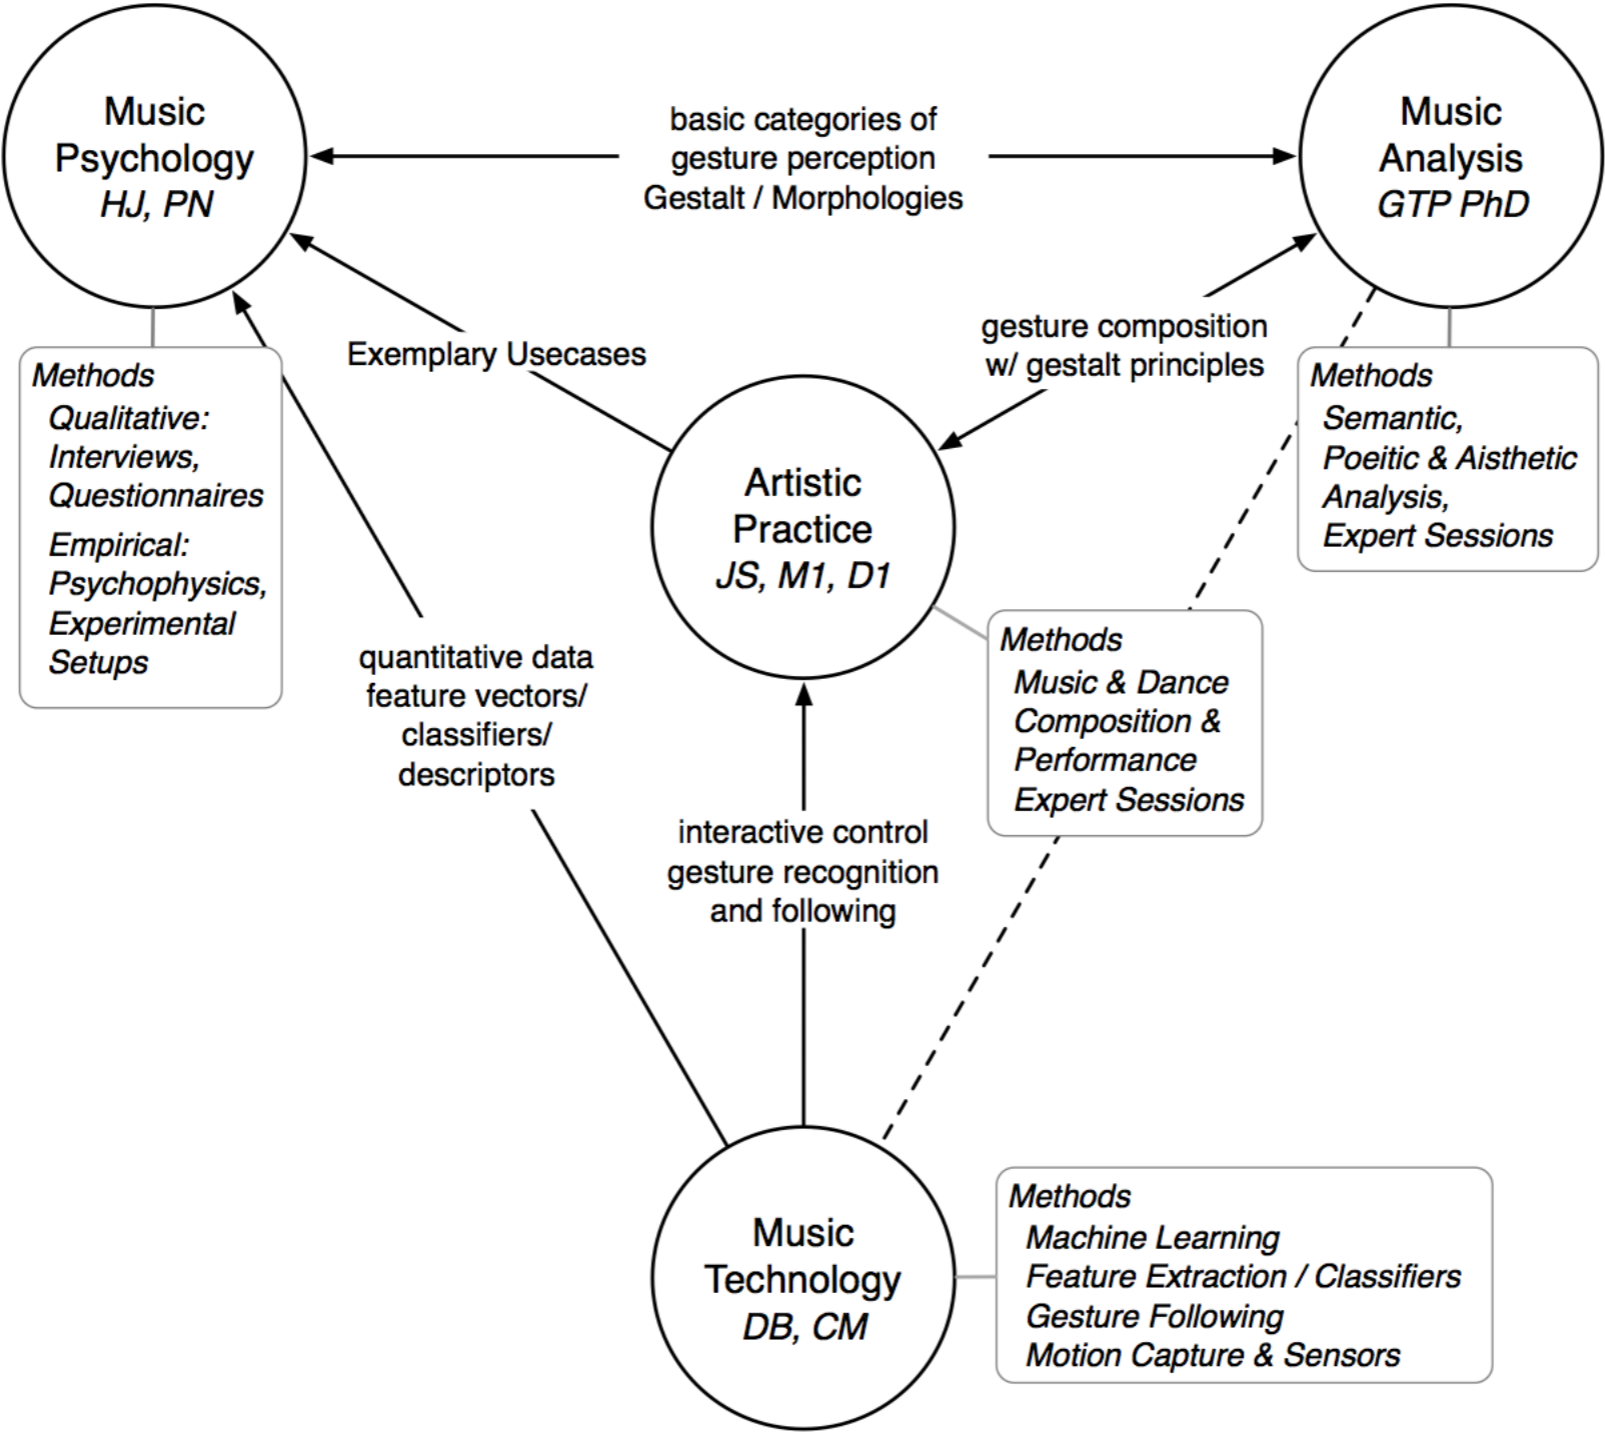 Music
Psychology
HJ, PN
basic categories of
gesture perception
Gestalt / Morphologies
Music
Analysis
GTP PhD
Exemplary Usecases
gesture composition
w/ gestalt principles
Methods
Qualitative:
Interviews,
Questionnaires
Empirical:
Psychophysics,
Experimental
Setups
Methods
Semantic,
Poeitic & Aisthetic
Analysis,
Expert Sessions
Artistic
Practice
JS, M1, D1
Methods
Music & Dance
Composition &
Performance
Expert Sessions
quantitative data
feature vectors/
classifiers/
descriptors
interactive control
gesture recognition
and following
Music
Technology
DB, CM
Methods
Machine Learning
Feature Extraction / Classifiers
Gesture Following
Motion Capture & Sensors